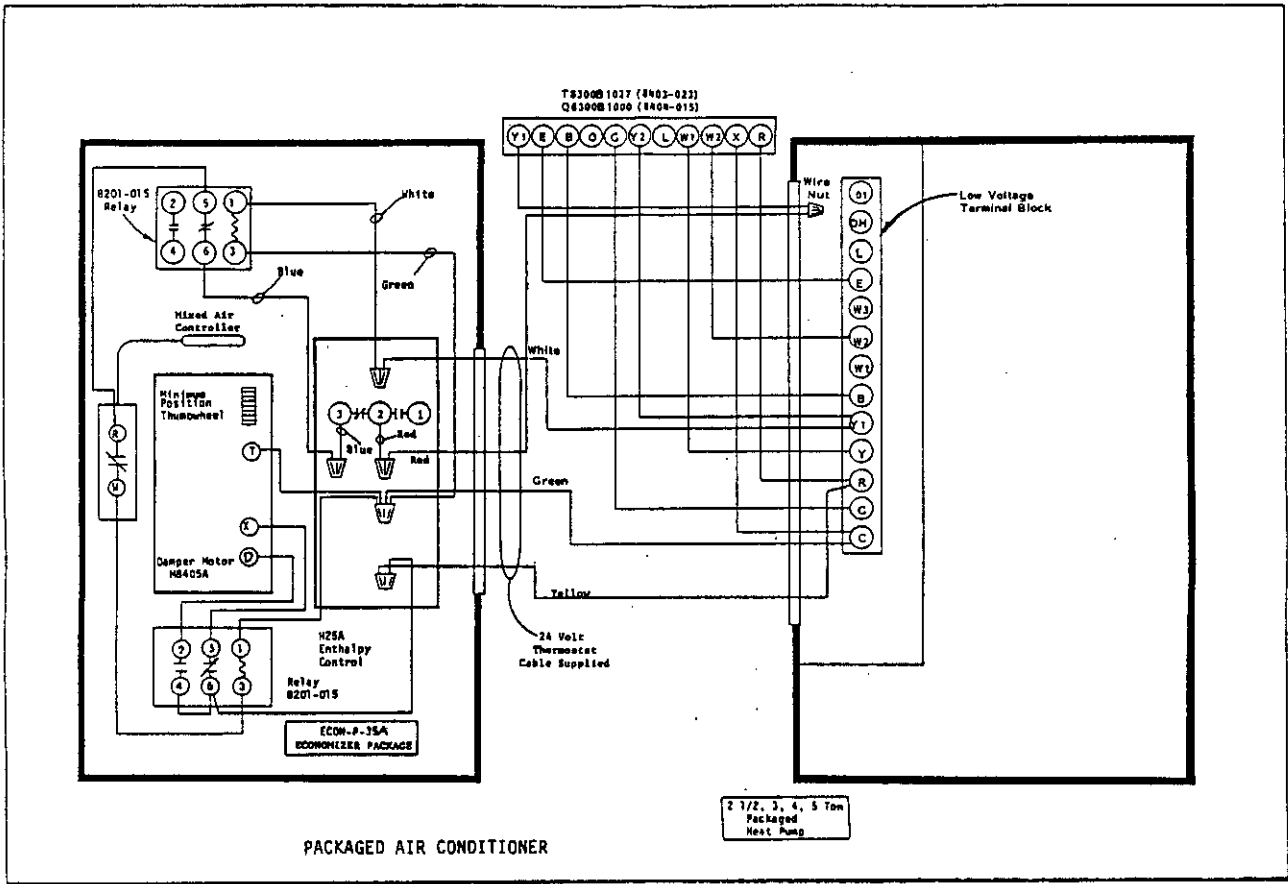 T8300B1027 (8403-023)
Q6300B1000 (8404-015)
Y1 E B O G Y2 L W1 W2 X R
8201-015
Relay
2 5 1
4 6 3
White
Green
Blue
Mixed Air
Controller
Minimum
Position
Thumbwheel
R
W
T
X
D
Damper Motor
M8405A
3 2 1
Blue
Red
Red
White
Green
Yellow
H25A
Enthalpy
Control
2 5 1
4 6 3
Relay
8201-015
ECON-P-35A
ECONOMIZER PACKAGE
24 Volt
Thermostat
Cable Supplied
Wire
Nut
Low Voltage
Terminal Block
01
DH
L
E
W3
W2
W1
B
Y1
Y
R
G
C
2 1/2, 3, 4, 5 Ton
Packaged
Heat Pump
PACKAGED AIR CONDITIONER